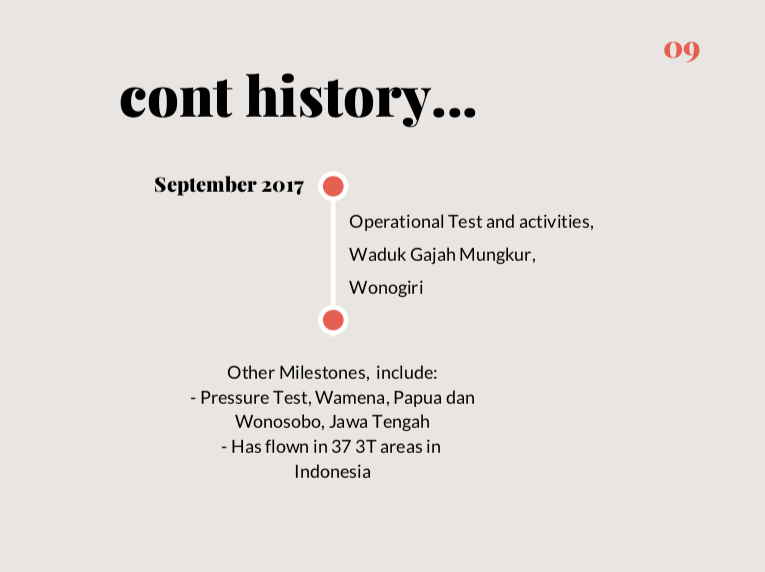 09
cont history...
September 2017
Operational Test and activities,
Waduk Gajah Mungkur,
Wonogiri
Other Milestones, include:
- Pressure Test, Wamena, Papua dan
Wonosobo, Jawa Tengah
- Has flown in 37 3T areas in
Indonesia